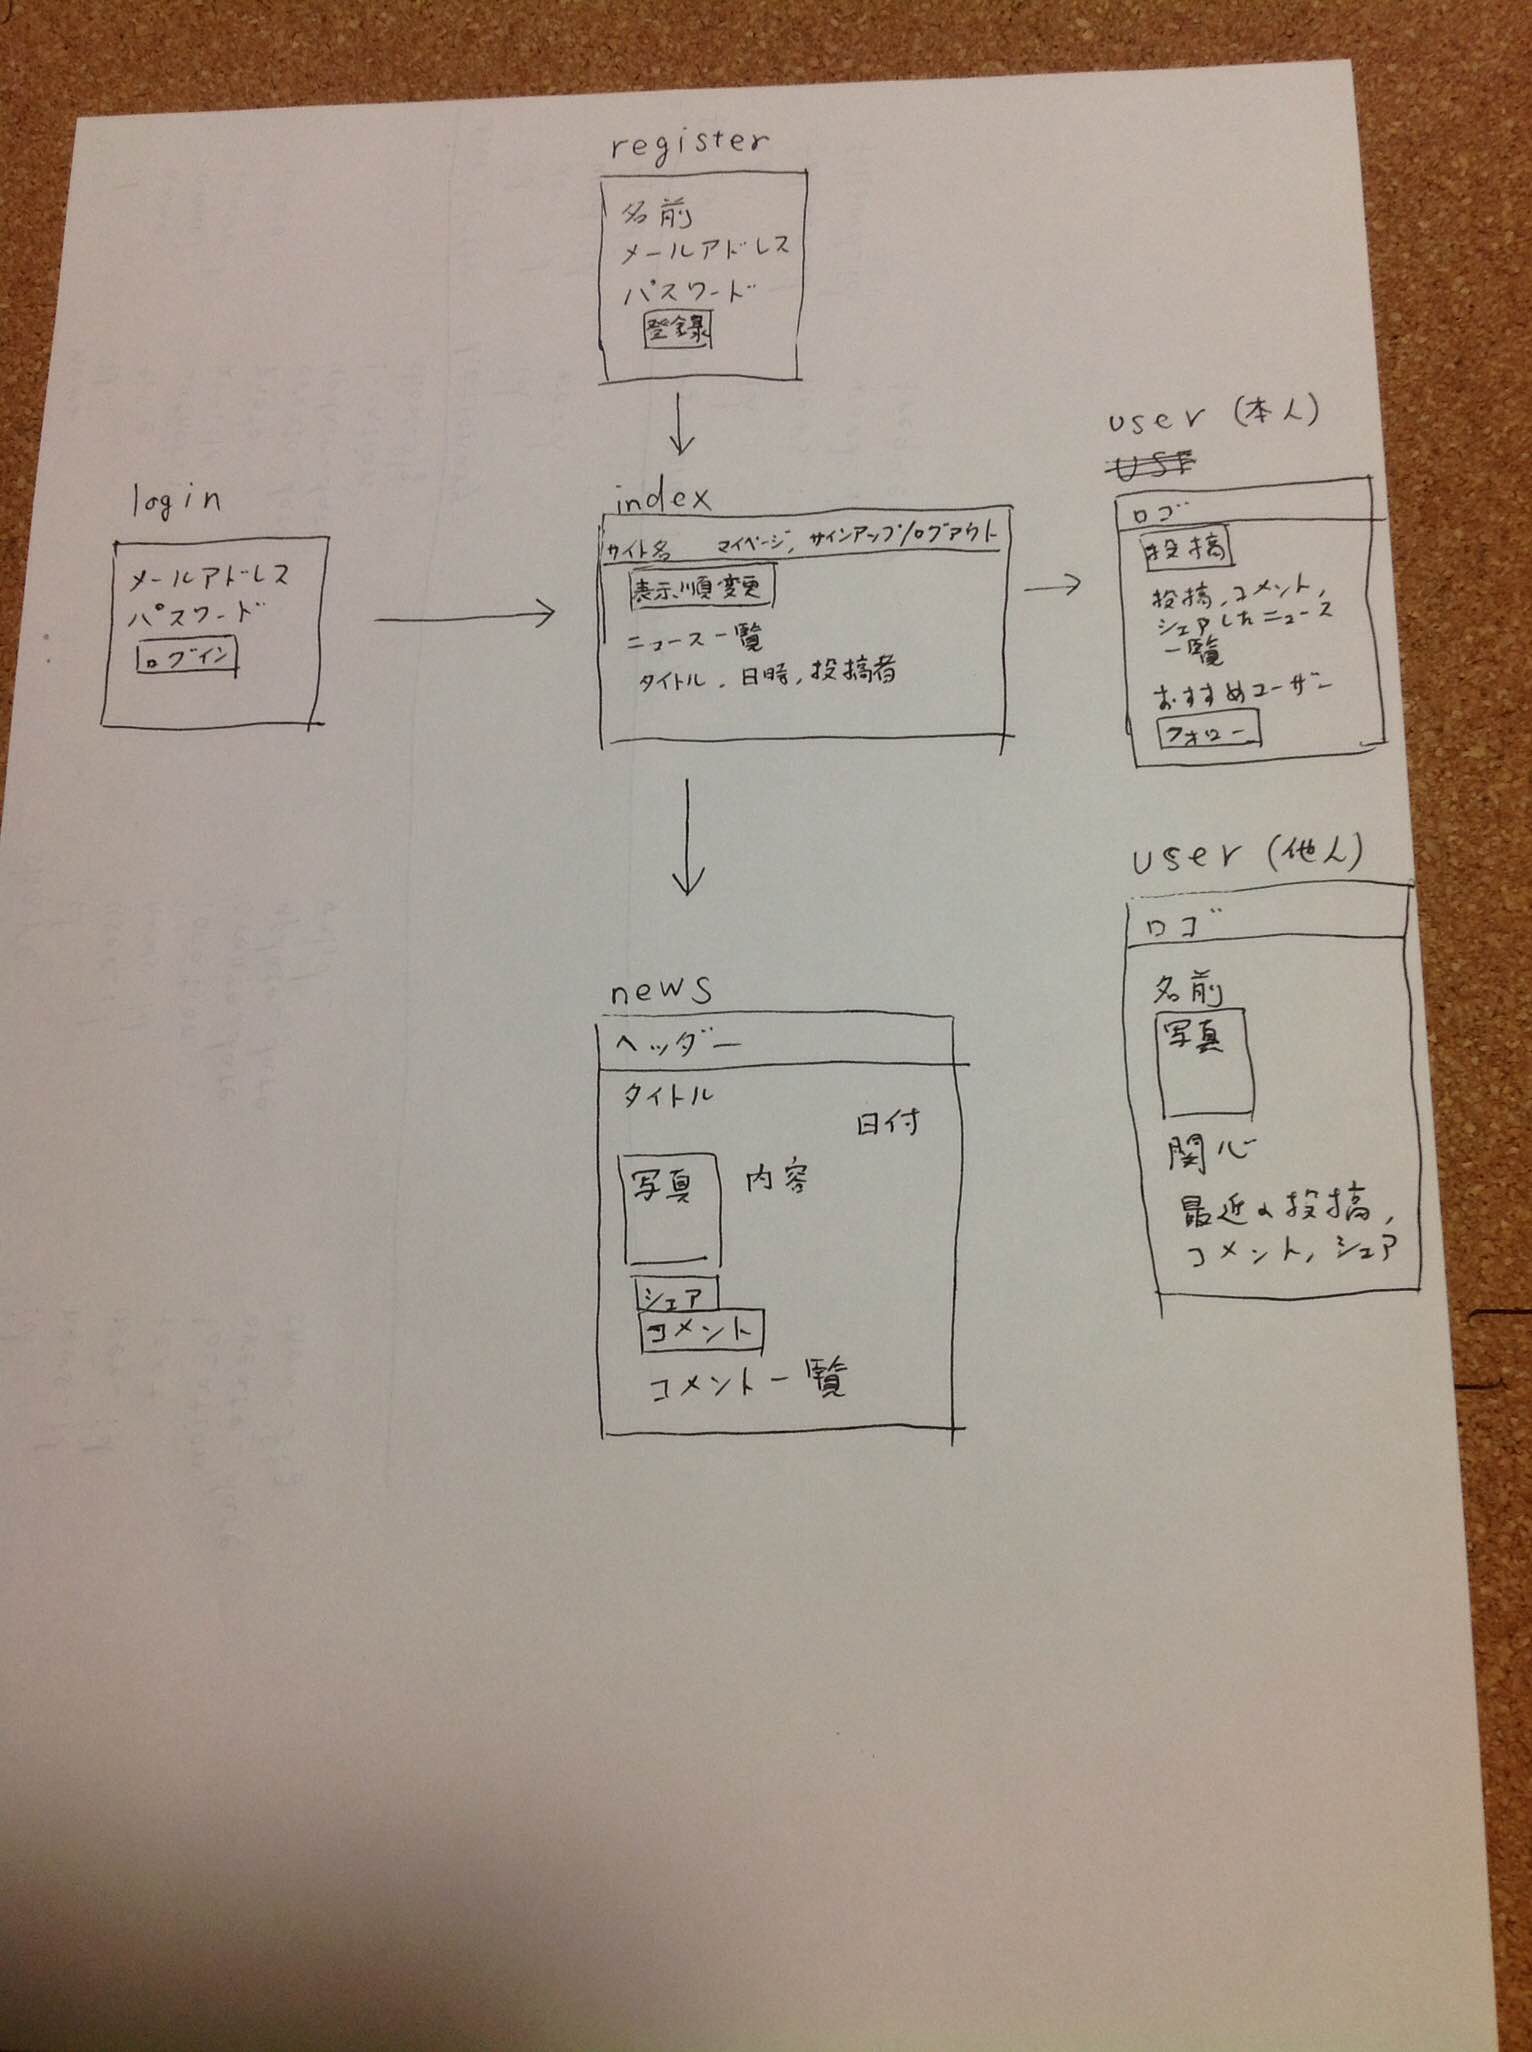 register
名前
メールアドレス
パスワード
登録
login
メールアドレス
パスワード
ログイン
index
サイト名 マイページ, サインアップ/ログアウト
表示順変更
ニュース一覧
タイトル, 日時, 投稿者
user (本人)
ロゴ
投稿
投稿, コメント,
シェアしたニュース
一覧
おすすめユーザー
フォロー
news
ヘッダー
タイトル
日付
写真 内容
シェア
コメント
コメント一覧
user (他人)
ロゴ
名前
写真
関心
最近の投稿,
コメント, シェア